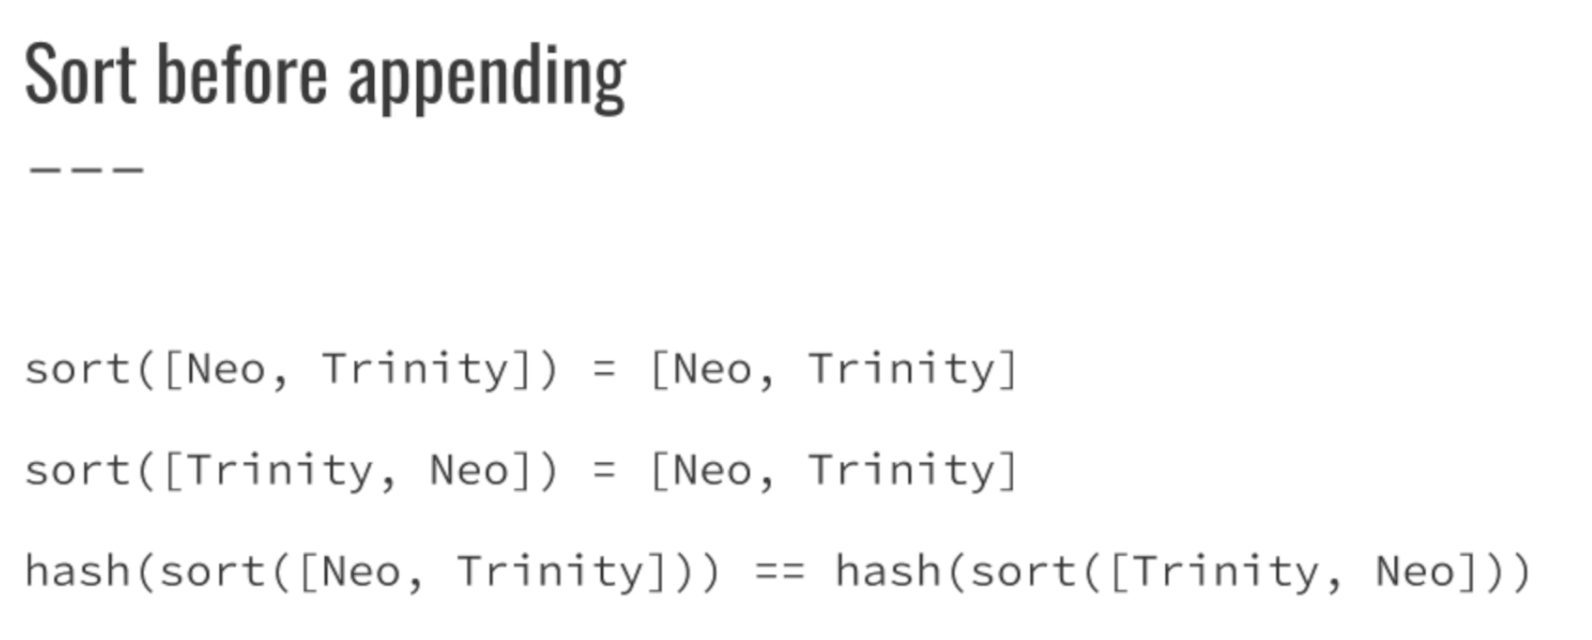 Sort before appending
---
sort([Neo, Trinity]) = [Neo, Trinity]
sort([Trinity, Neo]) = [Neo, Trinity]
hash(sort([Neo, Trinity])) == hash(sort([Trinity, Neo]))